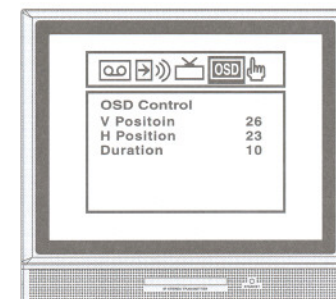 OSD
OSD Control
V Positoin 26
H Position 23
Duration 10